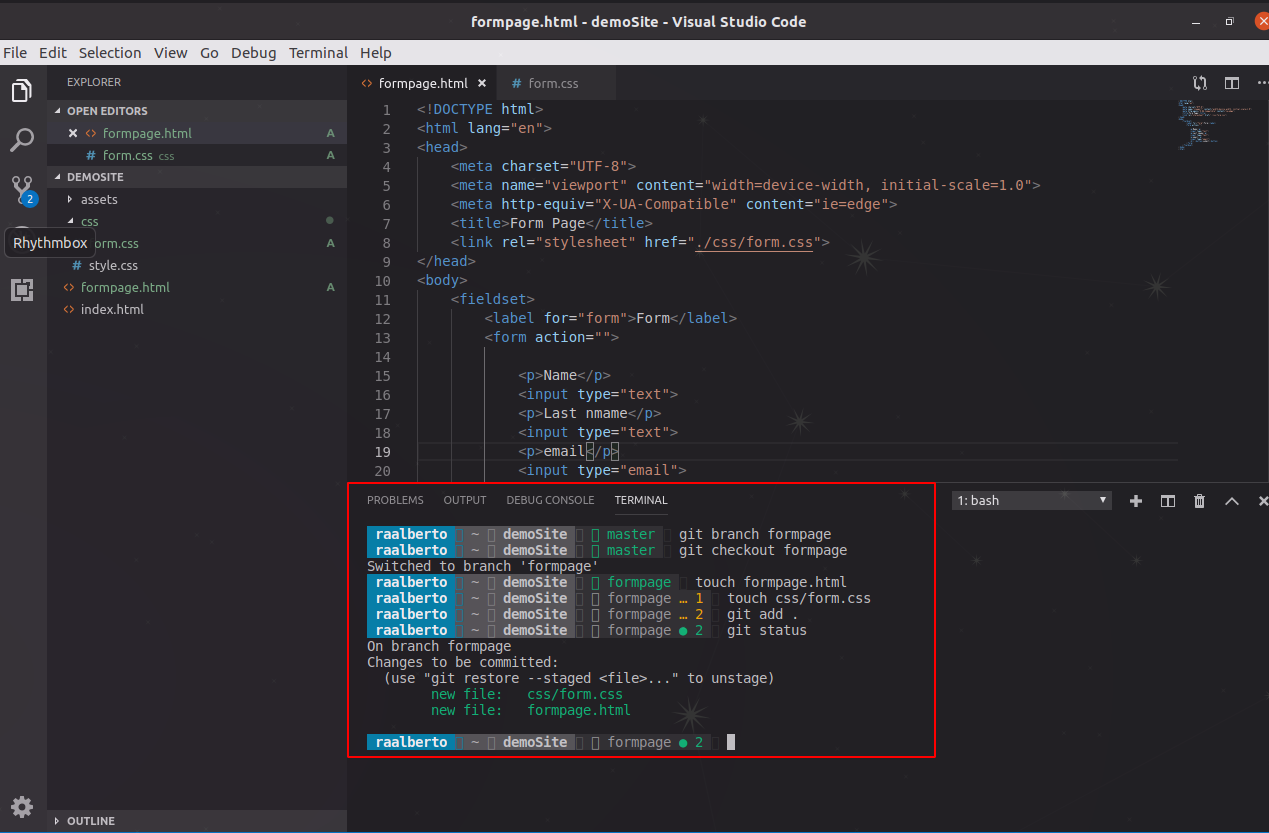 formpage.html - demoSite - Visual Studio Code
File Edit Selection View Go Debug Terminal Help
EXPLORER
OPEN EDITORS
formpage.html A
form.css css A
DEMOSITE
assets
css
orm.css A
style.css
formpage.html A
index.html
OUTLINE
2
Rhythmbox
formpage.html
form.css
1 <!DOCTYPE html>
2 <html lang="en">
3 <head>
4 <meta charset="UTF-8">
5 <meta name="viewport" content="width=device-width, initial-scale=1.0">
6 <meta http-equiv="X-UA-Compatible" content="ie=edge">
7 <title>Form Page</title>
8 <link rel="stylesheet" href="./css/form.css">
9 </head>
10 <body>
11 <fieldset>
12 <label for="form">Form</label>
13 <form action="">
14
15 <p>Name</p>
16 <input type="text">
17 <p>Last nmame</p>
18 <input type="text">
19 <p>email</p>
20 <input type="email">
PROBLEMS OUTPUT DEBUG CONSOLE TERMINAL
1: bash
raalberto ~ demoSite master git branch formpage
raalberto ~ demoSite master git checkout formpage
Switched to branch 'formpage'
raalberto ~ demoSite formpage touch formpage.html
raalberto ~ demoSite formpage … 1 touch css/form.css
raalberto ~ demoSite formpage … 2 git add .
raalberto ~ demoSite formpage ● 2 git status
On branch formpage
Changes to be committed:
(use "git restore --staged <file>..." to unstage)
new file: css/form.css
new file: formpage.html
raalberto ~ demoSite formpage ● 2